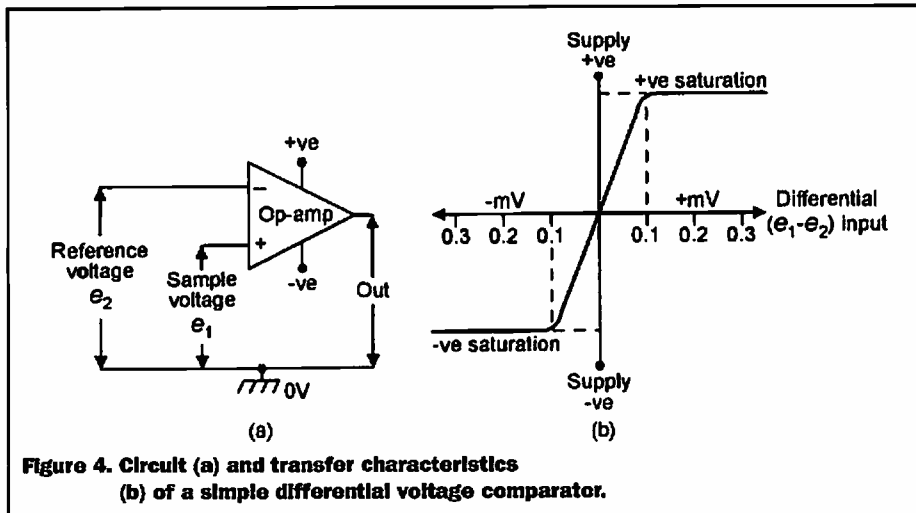 +ve
−
Op-amp
+
-ve
Reference
voltage
e2
Sample
voltage
e1
Out
0V
(a)
Supply
+ve
+ve saturation
-mV
+mV
0.3 0.2 0.1 0.1 0.2 0.3
Differential
(e1-e2) input
-ve saturation
Supply
-ve
(b)
Figure 4. Circuit (a) and transfer characteristics
(b) of a simple differential voltage comparator.